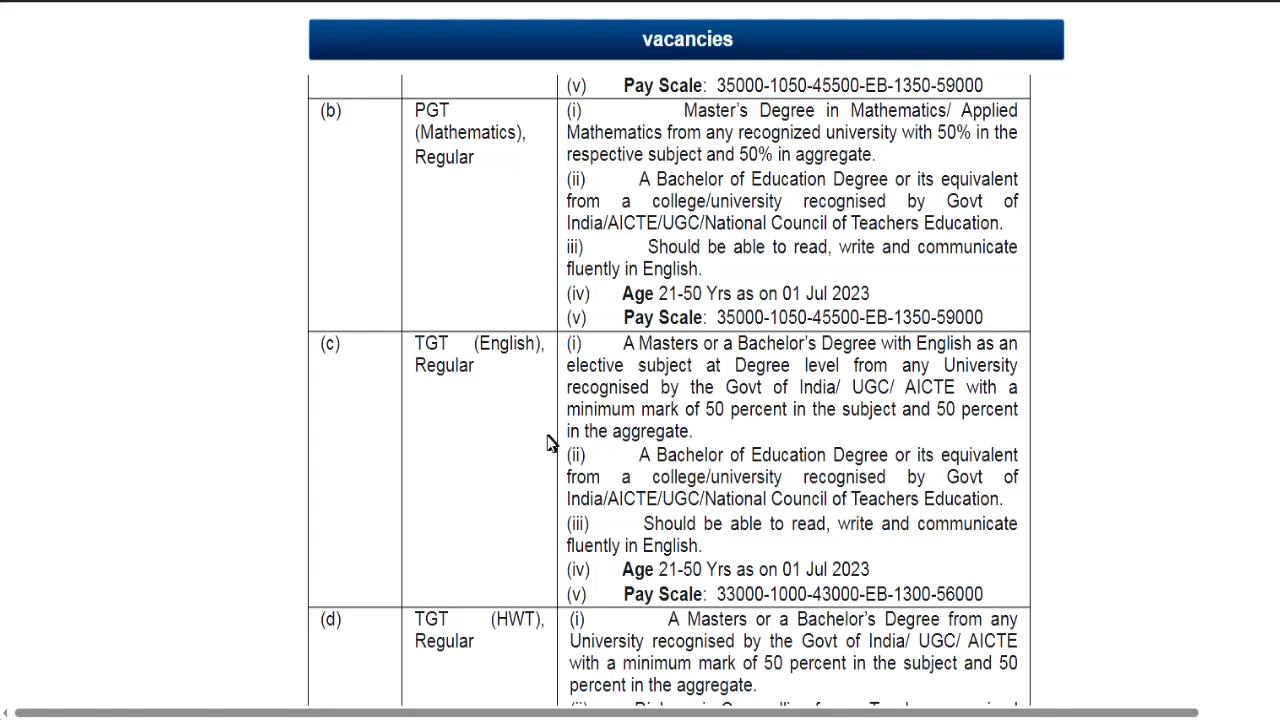 vacancies
(v) Pay Scale: 35000-1050-45500-EB-1350-59000
(b) PGT (i) Master's Degree in Mathematics/ Applied
(Mathematics), Mathematics from any recognized university with 50% in the
Regular respective subject and 50% in aggregate.
(ii) A Bachelor of Education Degree or its equivalent
from a college/university recognised by Govt of
India/AICTE/UGC/National Council of Teachers Education.
iii) Should be able to read, write and communicate
fluently in English.
(iv) Age 21-50 Yrs as on 01 Jul 2023
(v) Pay Scale: 35000-1050-45500-EB-1350-59000
(c) TGT (English), (i) A Masters or a Bachelor's Degree with English as an
Regular elective subject at Degree level from any University
recognised by the Govt of India/ UGC/ AICTE with a
minimum mark of 50 percent in the subject and 50 percent
in the aggregate.
(ii) A Bachelor of Education Degree or its equivalent
from a college/university recognised by Govt of
India/AICTE/UGC/National Council of Teachers Education.
(iii) Should be able to read, write and communicate
fluently in English.
(iv) Age 21-50 Yrs as on 01 Jul 2023
(v) Pay Scale: 33000-1000-43000-EB-1300-56000
(d) TGT (HWT), (i) A Masters or a Bachelor's Degree from any
Regular University recognised by the Govt of India/ UGC/ AICTE
with a minimum mark of 50 percent in the subject and 50
percent in the aggregate.